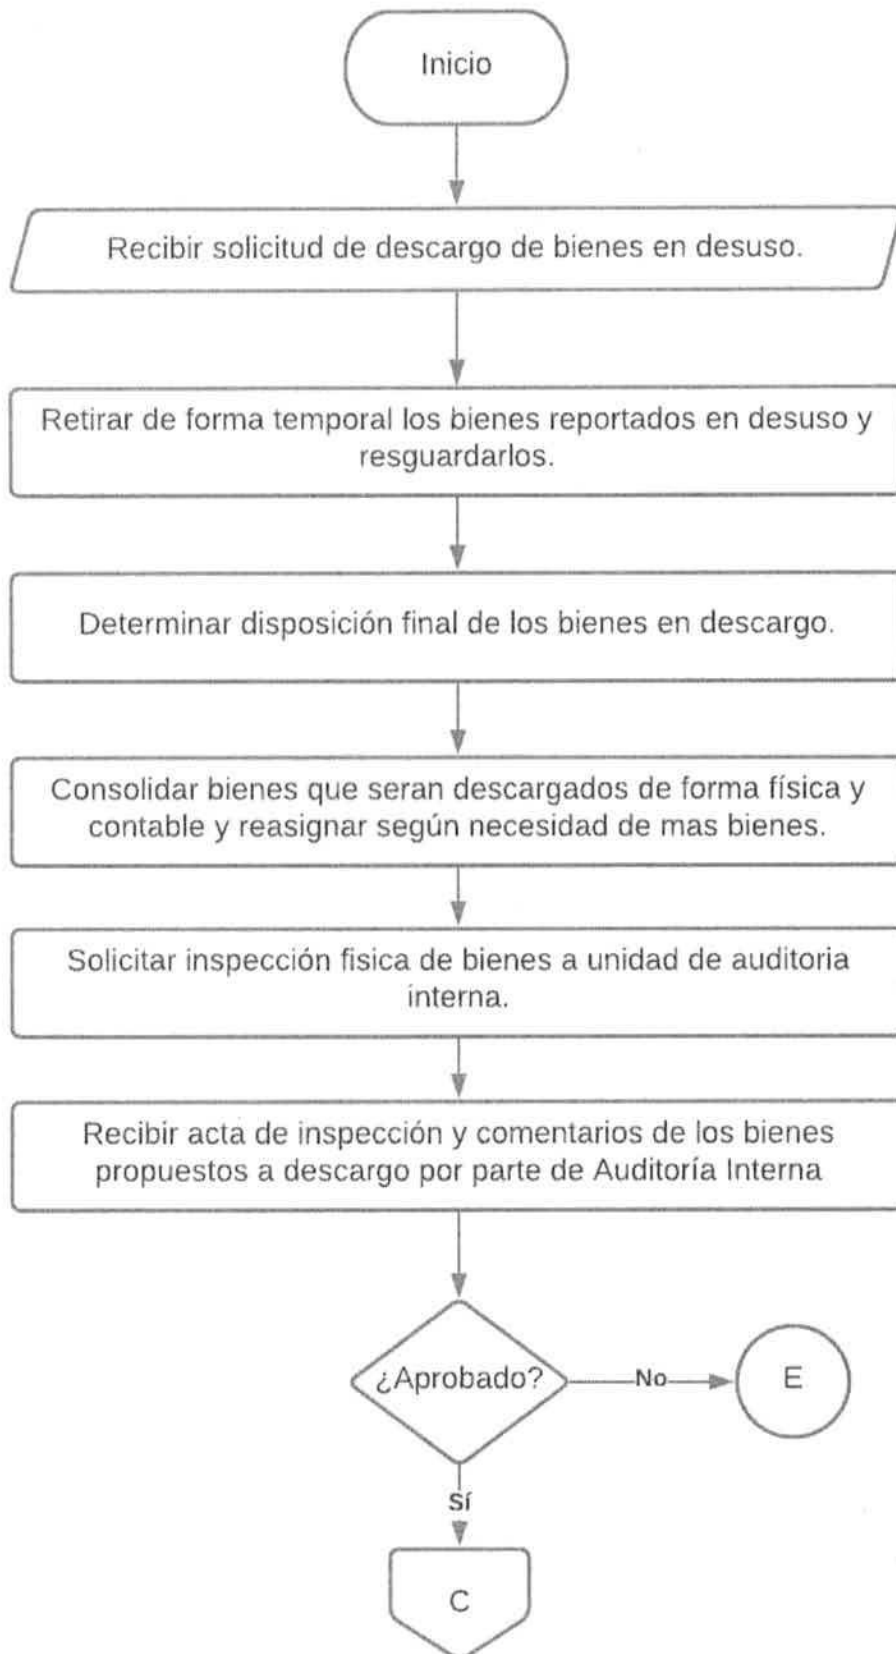 Inicio
Recibir solicitud de descargo de bienes en desuso.
Retirar de forma temporal los bienes reportados en desuso y
resguardarlos.
Determinar disposición final de los bienes en descargo.
Consolidar bienes que seran descargados de forma física y
contable y reasignar según necesidad de mas bienes.
Solicitar inspección fisica de bienes a unidad de auditoria
interna.
Recibir acta de inspección y comentarios de los bienes
propuestos a descargo por parte de Auditoría Interna
¿Aprobado?
No
E
Sí
C